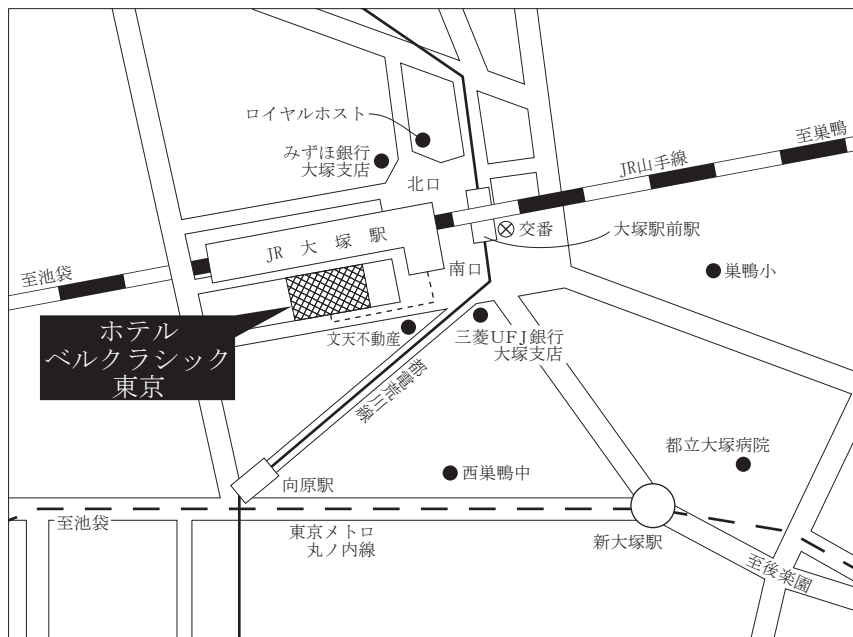 ロイヤルホスト
みずほ銀行
大塚支店
北口
至巣鴨
JR山手線
JR 大塚駅
交番
大塚駅前駅
至池袋
南口
巣鴨小
ホテル
ベルクラシック
東京
文天不動産
三菱UFJ銀行
大塚支店
都電荒川線
都立大塚病院
西巣鴨中
向原駅
至池袋
東京メトロ
丸ノ内線
新大塚駅
至後楽園